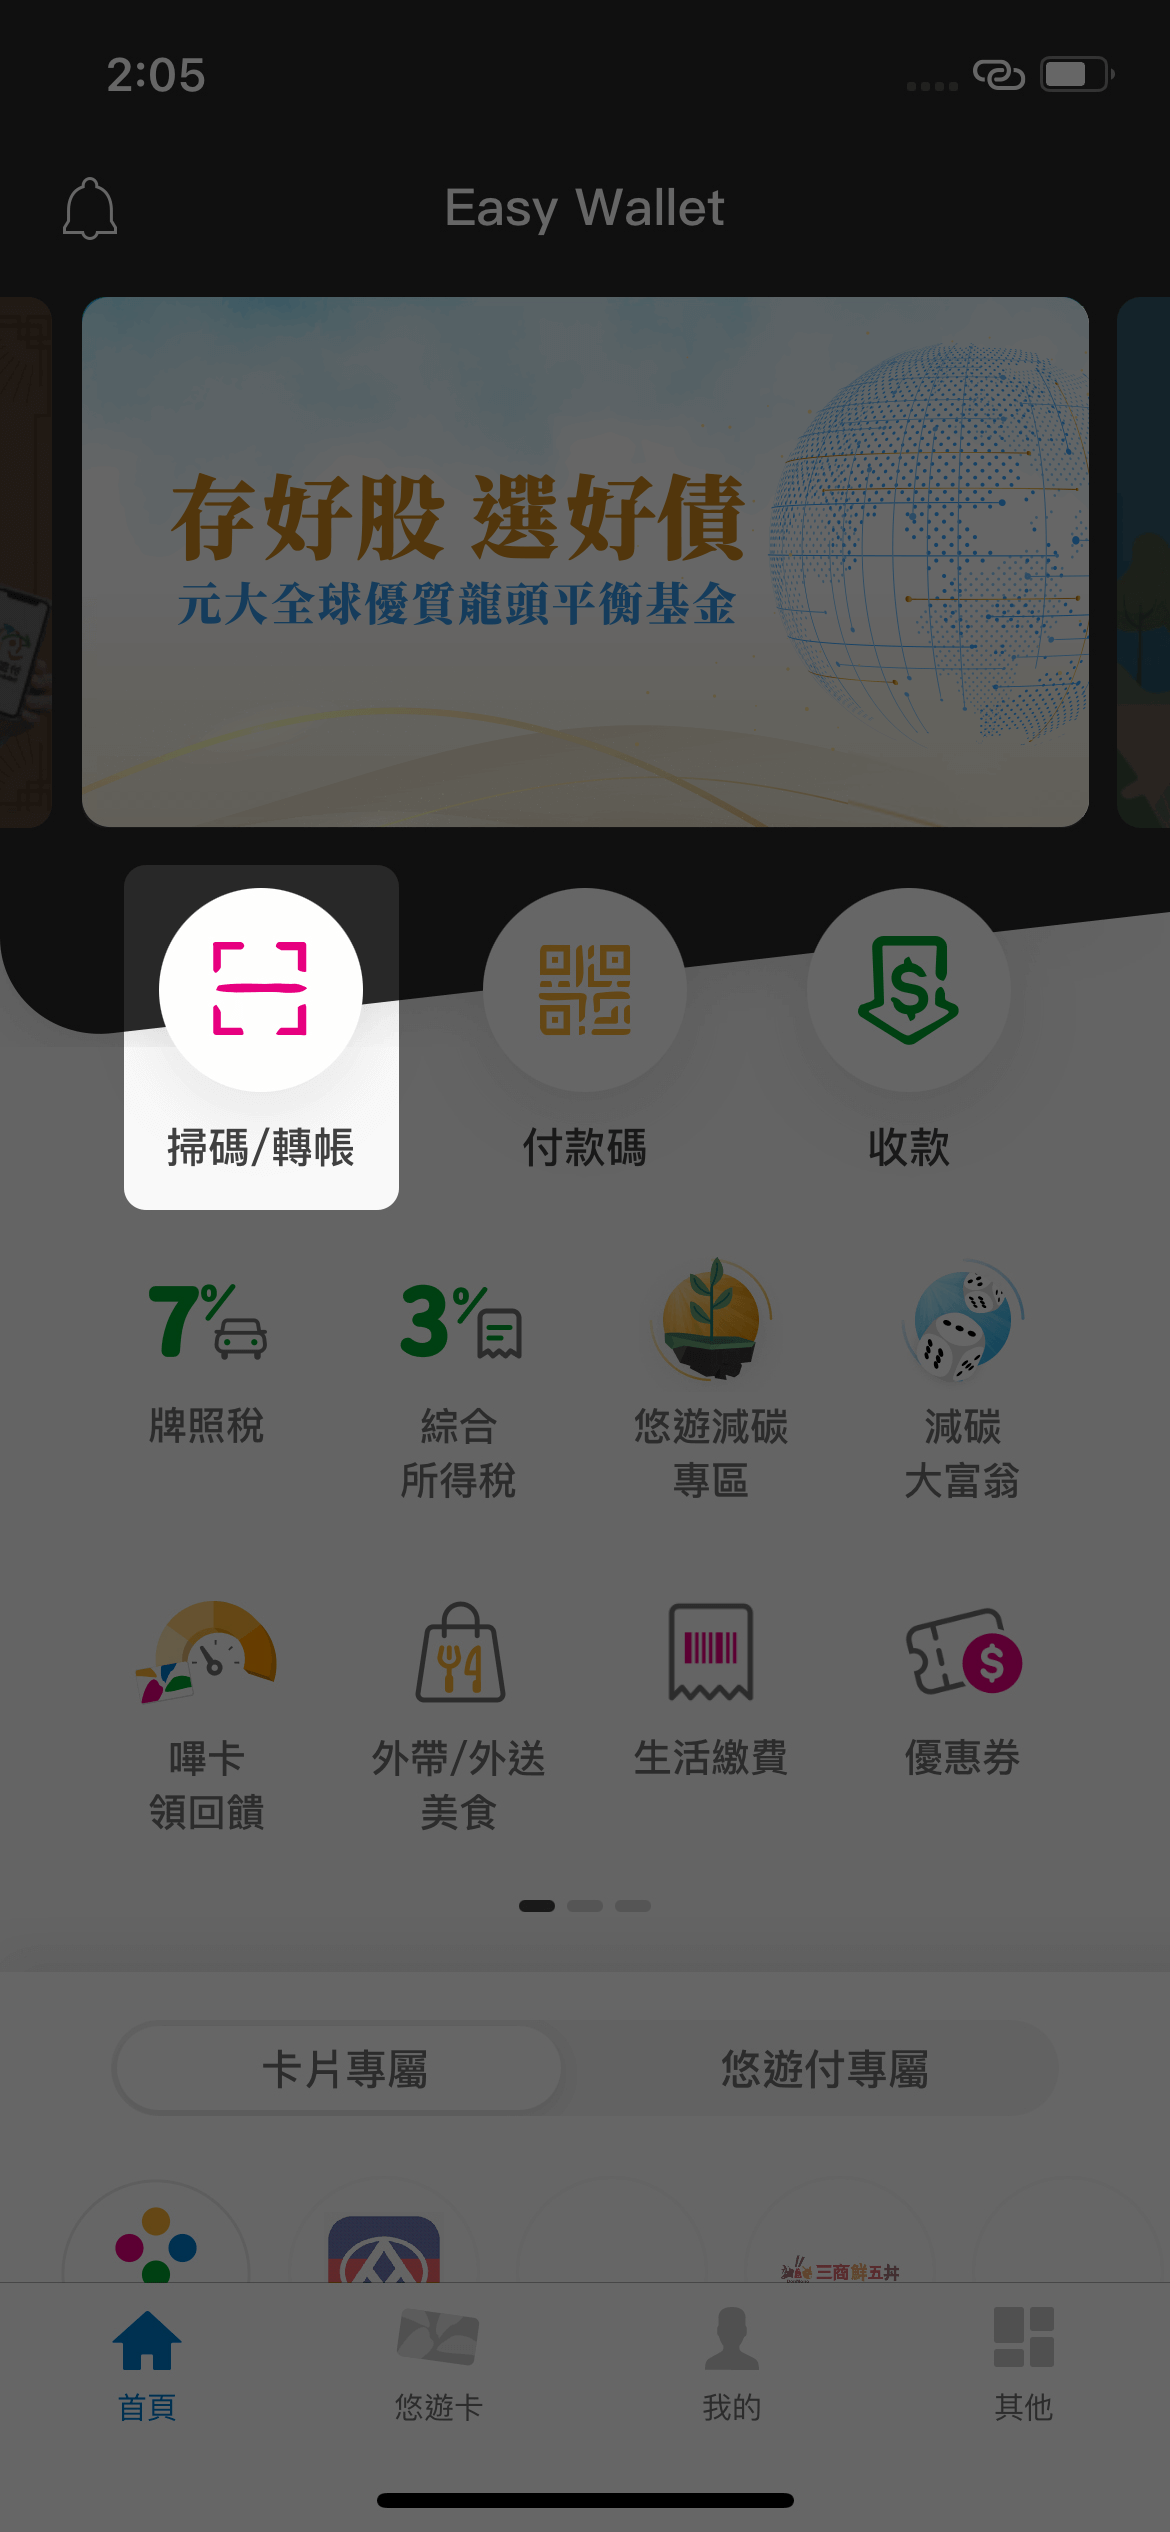 2:05
Easy Wallet
存好股 選好債
元大全球優質龍頭平衡基金
掃碼/轉帳
付款碼
收款
7%
牌照稅
3%
綜合
所得稅
悠遊減碳
專區
減碳
大富翁
嗶卡
領回饋
外帶/外送
美食
生活繳費
優惠券
卡片專屬
悠遊付專屬
三商鮮五丼
首頁
悠遊卡
我的
其他